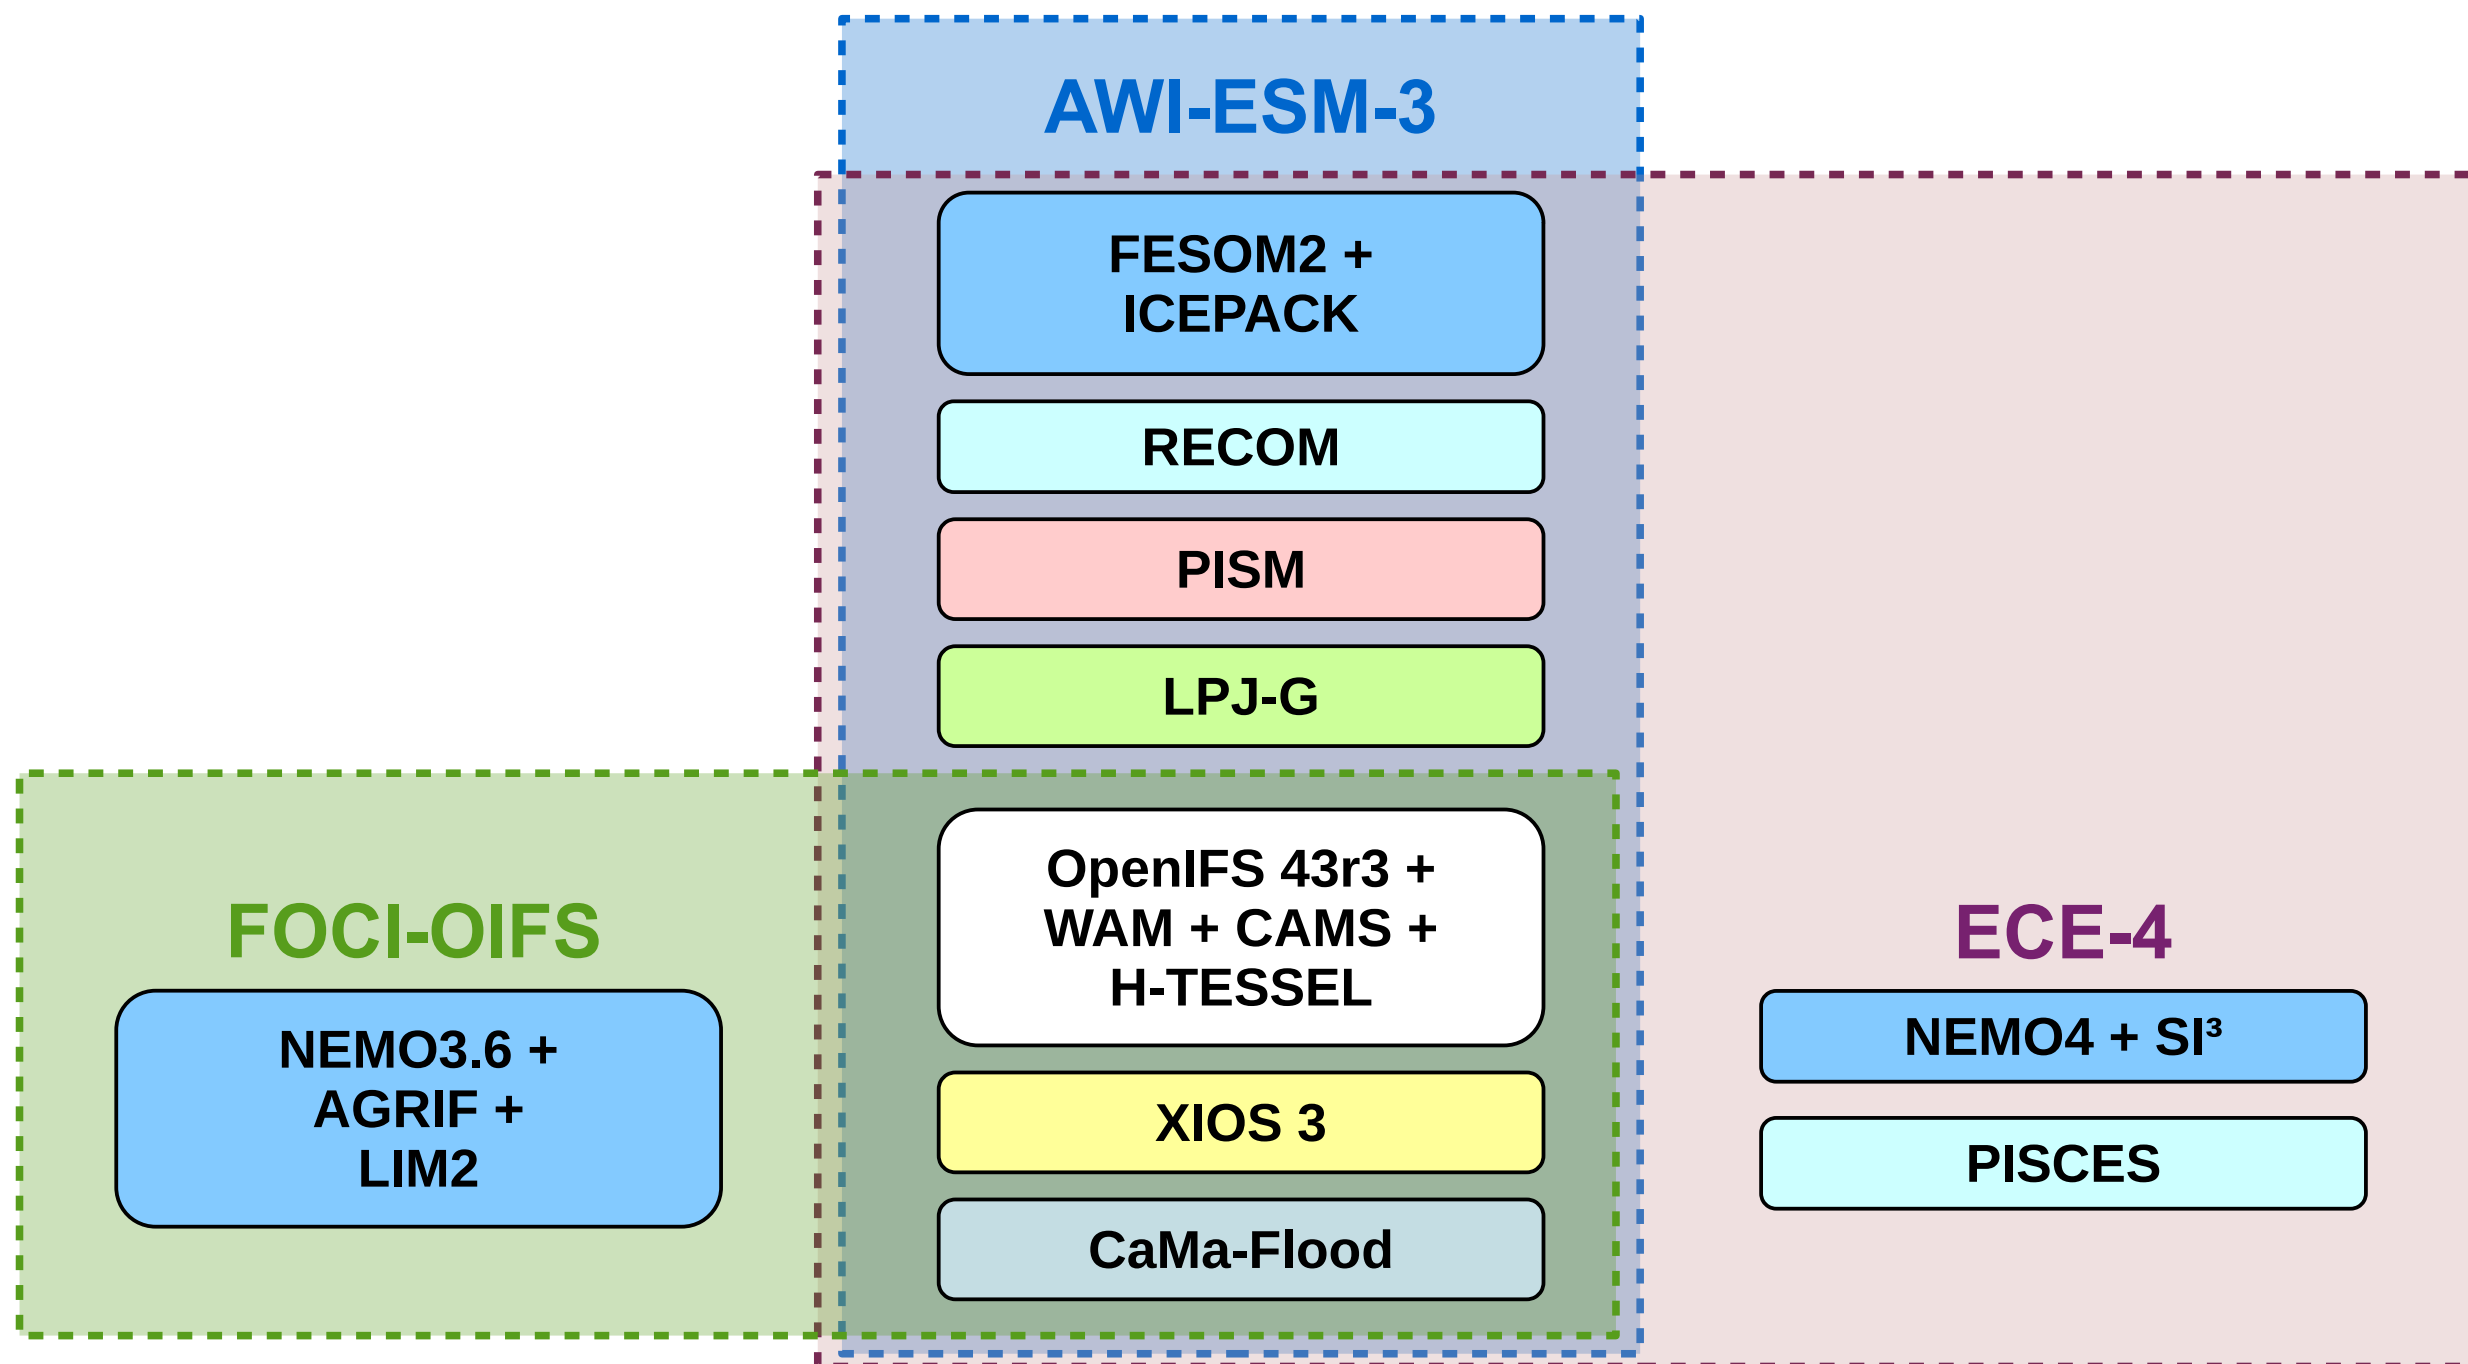 AWI-ESM-3
FESOM2 +
ICEPACK
RECOM
PISM
LPJ-G
FOCI-OIFS
NEMO3.6 +
AGRIF +
LIM2
OpenIFS 43r3 +
WAM + CAMS +
H-TESSEL
XIOS 3
CaMa-Flood
ECE-4
NEMO4 + SI³
PISCES